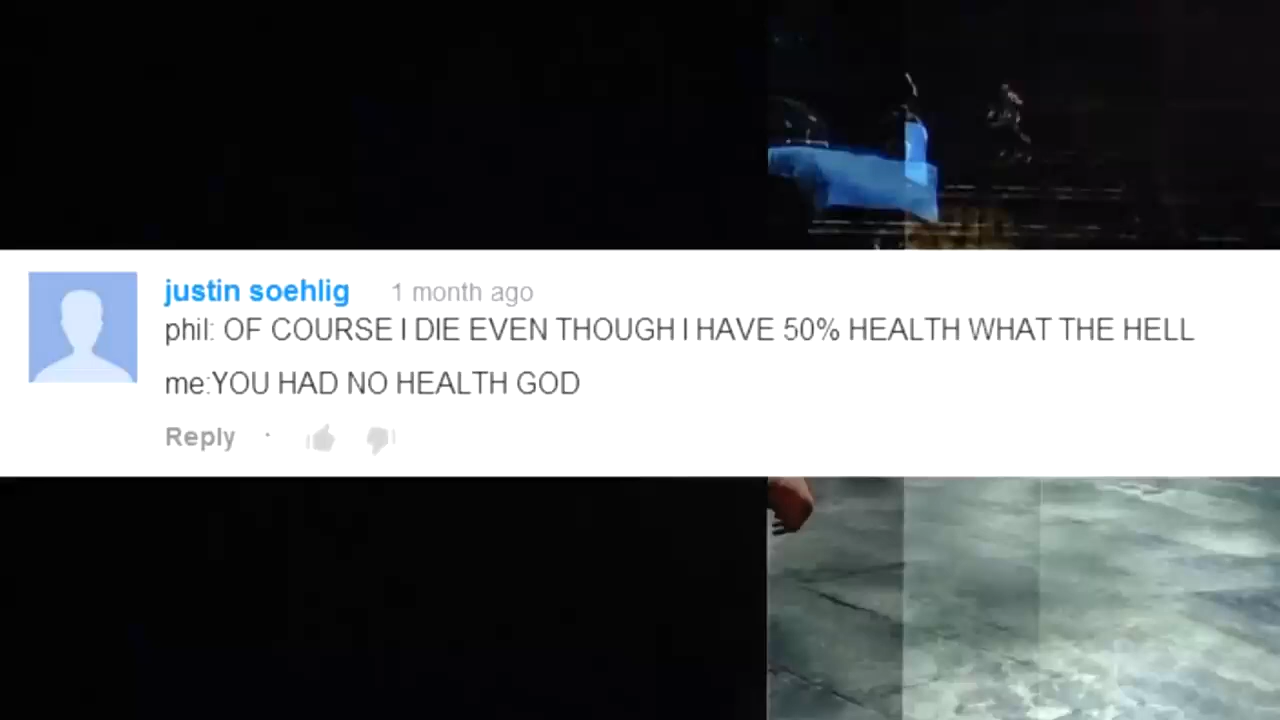 justin soehlig 1 month ago
phil: OF COURSE I DIE EVEN THOUGH I HAVE 50% HEALTH WHAT THE HELL
me:YOU HAD NO HEALTH GOD
Reply ·